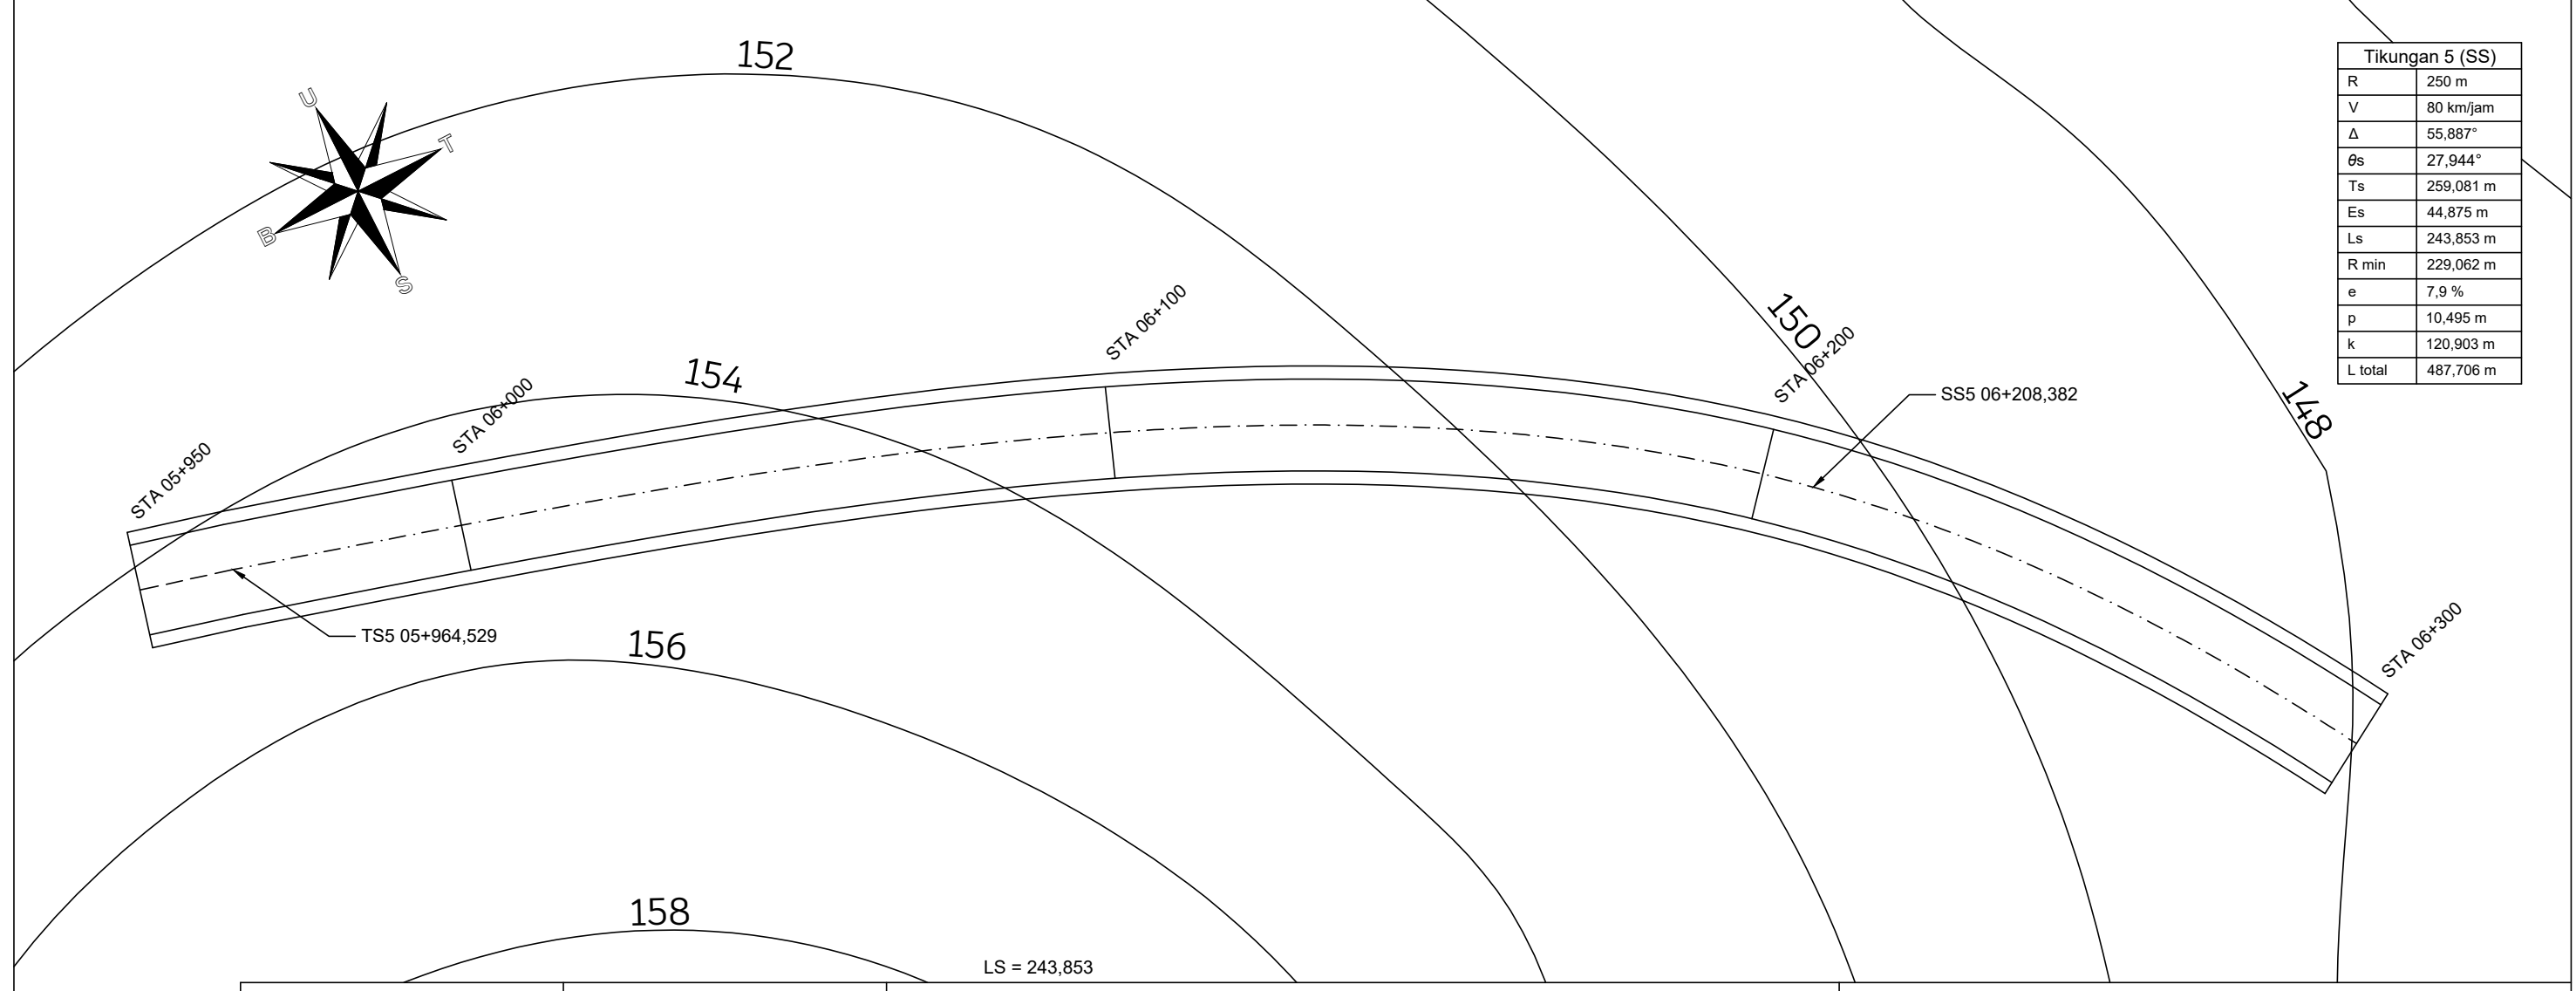 152
U
T
B
S
Tikungan 5 (SS)
R 250 m
V 80 km/jam
Δ 55,887°
θs 27,944°
Ts 259,081 m
Es 44,875 m
Ls 243,853 m
R min 229,062 m
e 7,9 %
p 10,495 m
k 120,903 m
L total 487,706 m
STA 06+100
150
STA 06+200
154
STA 06+000
SS5 06+208,382
148
STA 05+950
TS5 05+964,529
156
STA 06+300
158
LS = 243,853